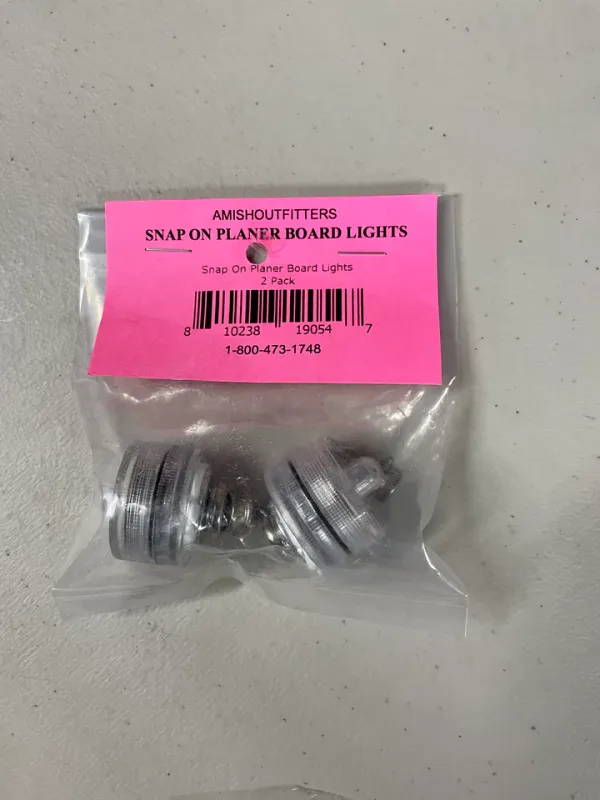 AMISHOUTFITTERS
SNAP ON PLANER BOARD LIGHTS
Snap On Planer Board Lights
2 Pack
8 10238 19054 7
1-800-473-1748